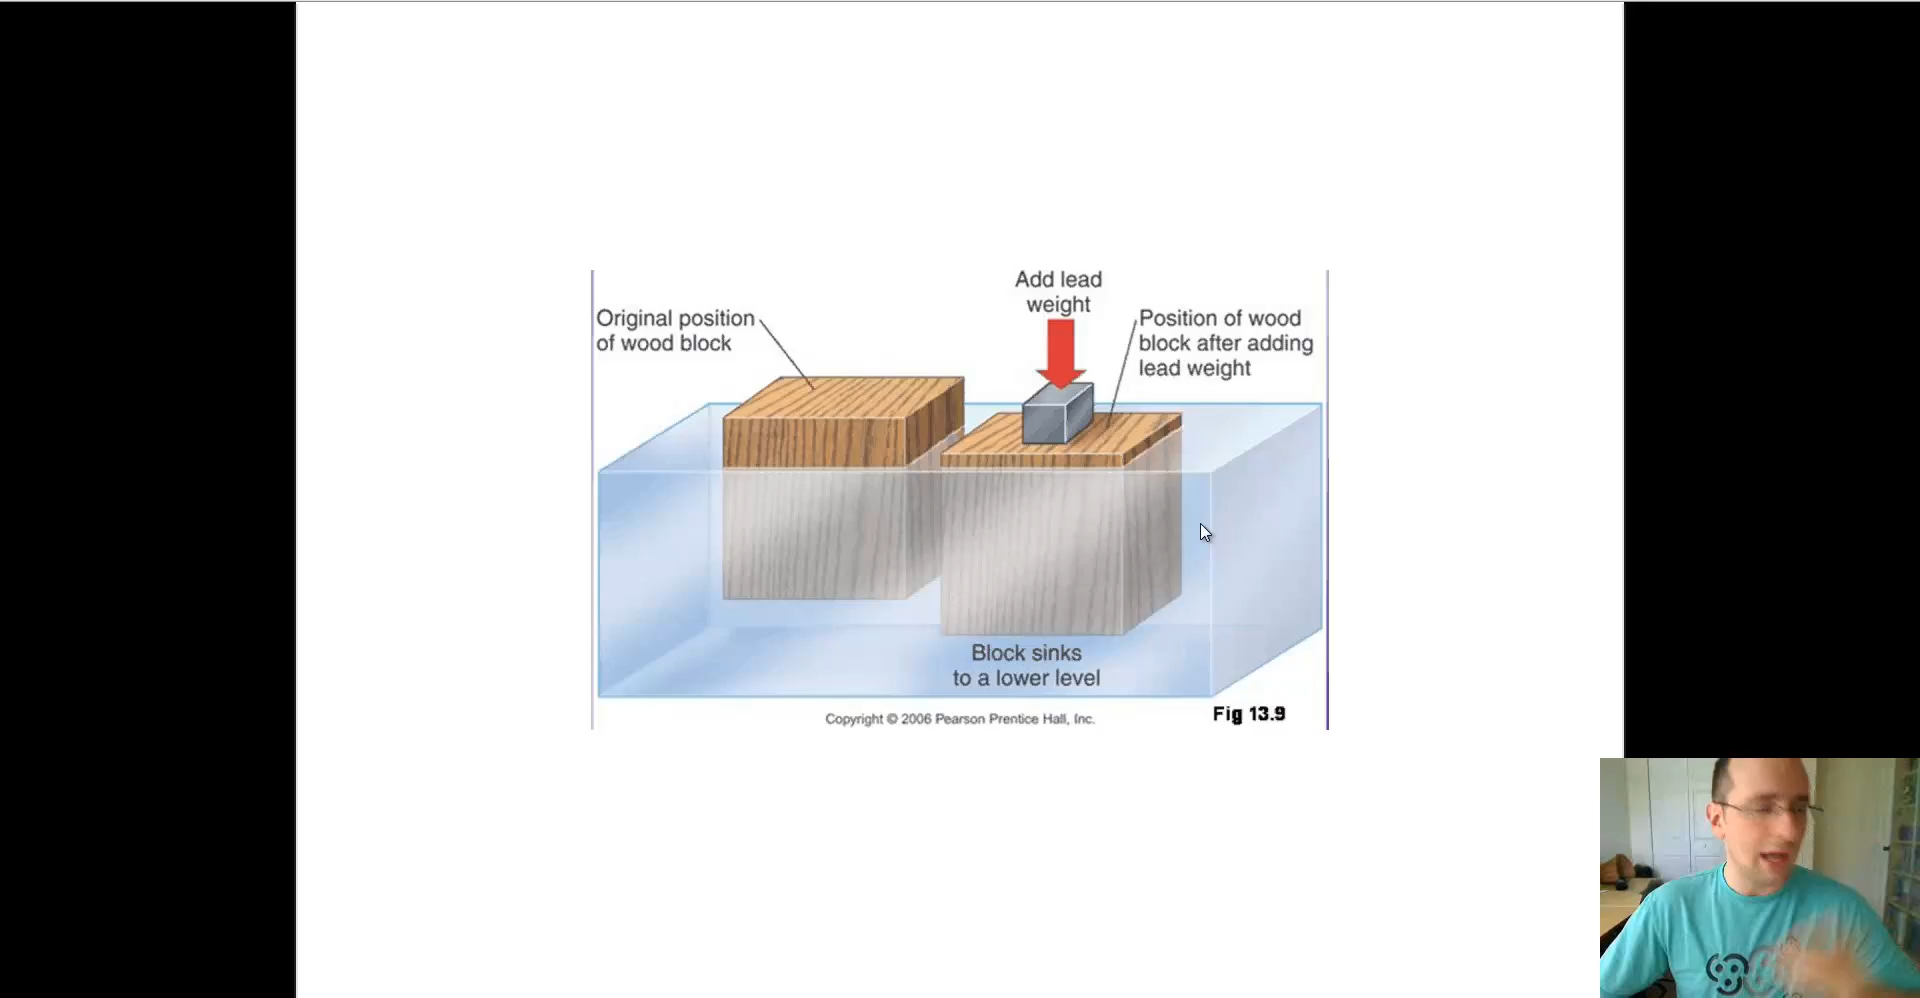 Add lead
weight
Original position
of wood block
Position of wood
block after adding
lead weight
Block sinks
to a lower level
Copyright © 2006 Pearson Prentice Hall, Inc.
Fig 13.9